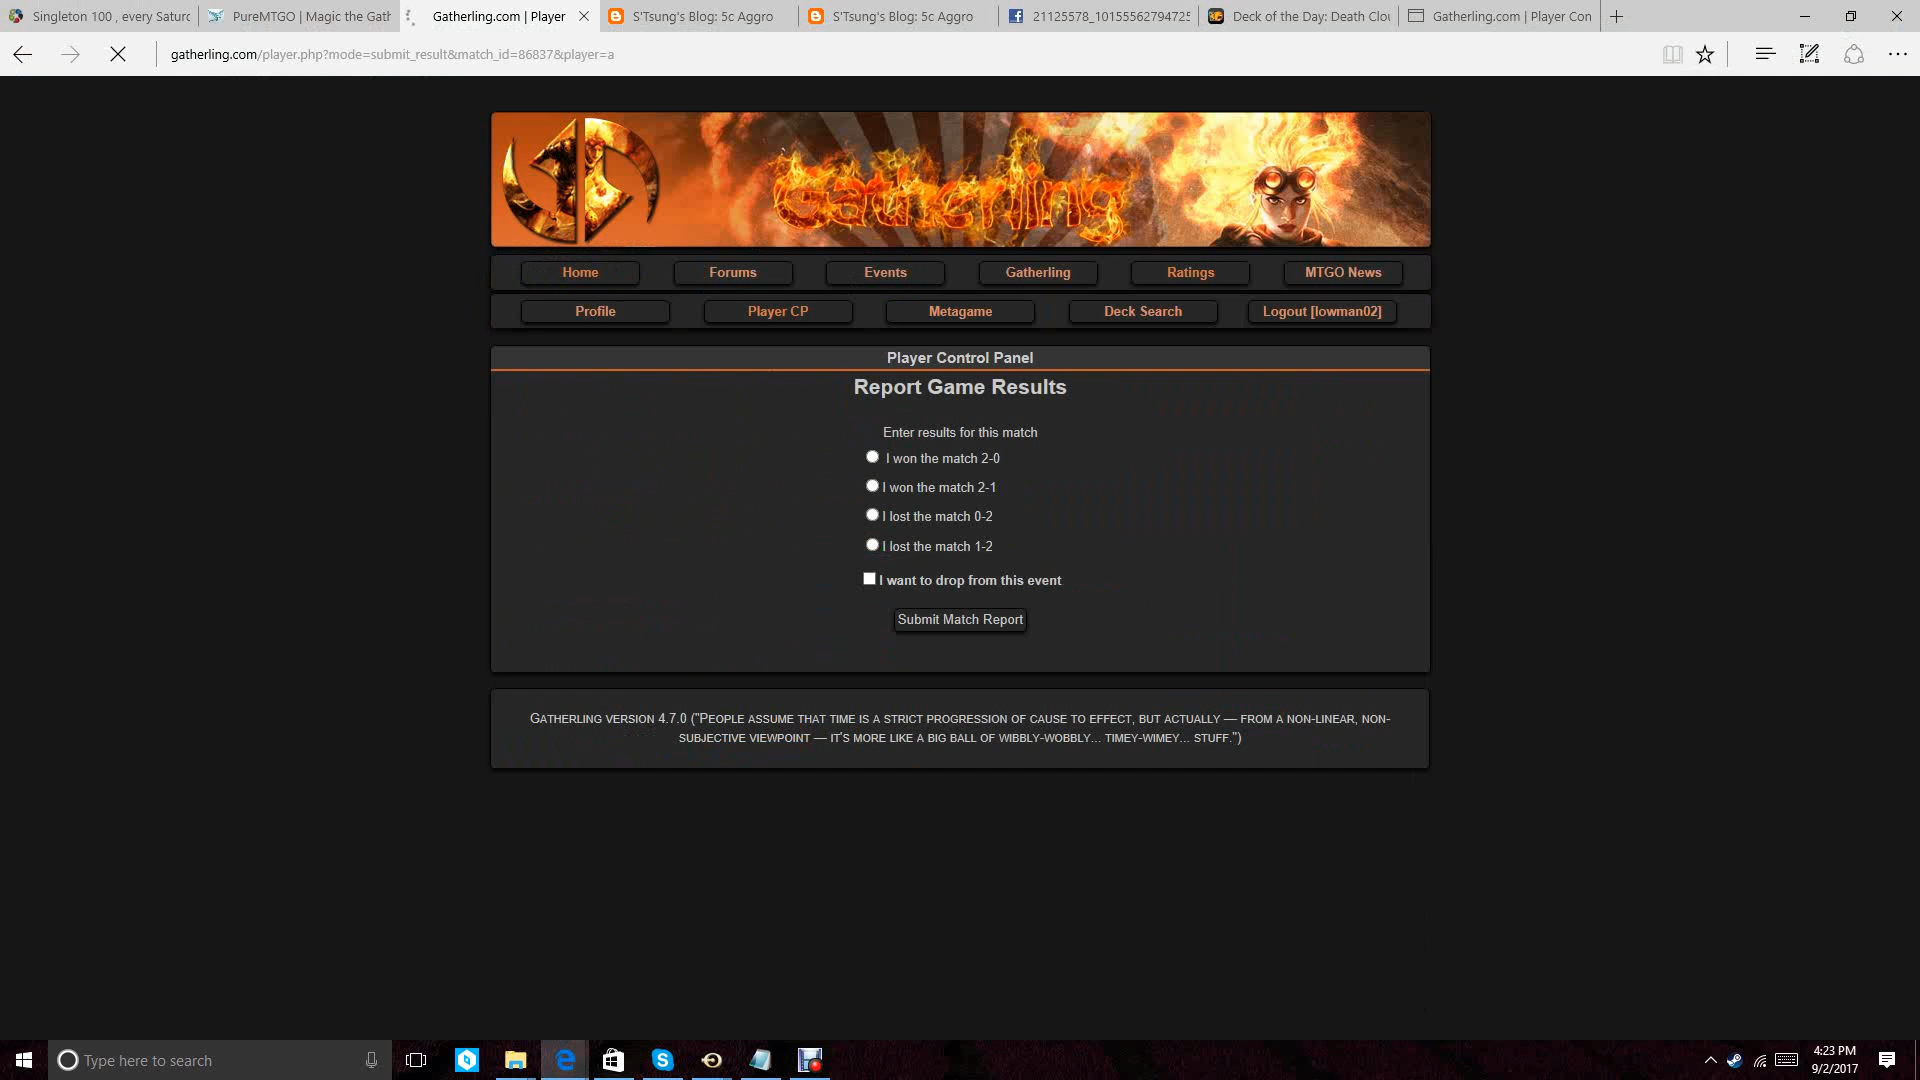 Singleton 100 , every Saturc
PureMTGO | Magic the Gath
Gatherling.com | Player
S'Tsung's Blog: 5c Aggro
S'Tsung's Blog: 5c Aggro
21125578_10155562794725
Deck of the Day: Death Clou
Gatherling.com | Player Con
gatherling.com/player.php?mode=submit_result&match_id=86837&player=a
Gatherling
Home Forums Events Gatherling Ratings MTGO News
Profile Player CP Metagame Deck Search Logout [lowman02]
Player Control Panel
Report Game Results
Enter results for this match
I won the match 2-0
I won the match 2-1
I lost the match 0-2
I lost the match 1-2
I want to drop from this event
Submit Match Report
Gatherling version 4.7.0 ("People assume that time is a strict progression of cause to effect, but actually — from a non-linear, non-
subjective viewpoint — it's more like a big ball of wibbly-wobbly... timey-wimey... stuff.")
Type here to search
4:23 PM
9/2/2017